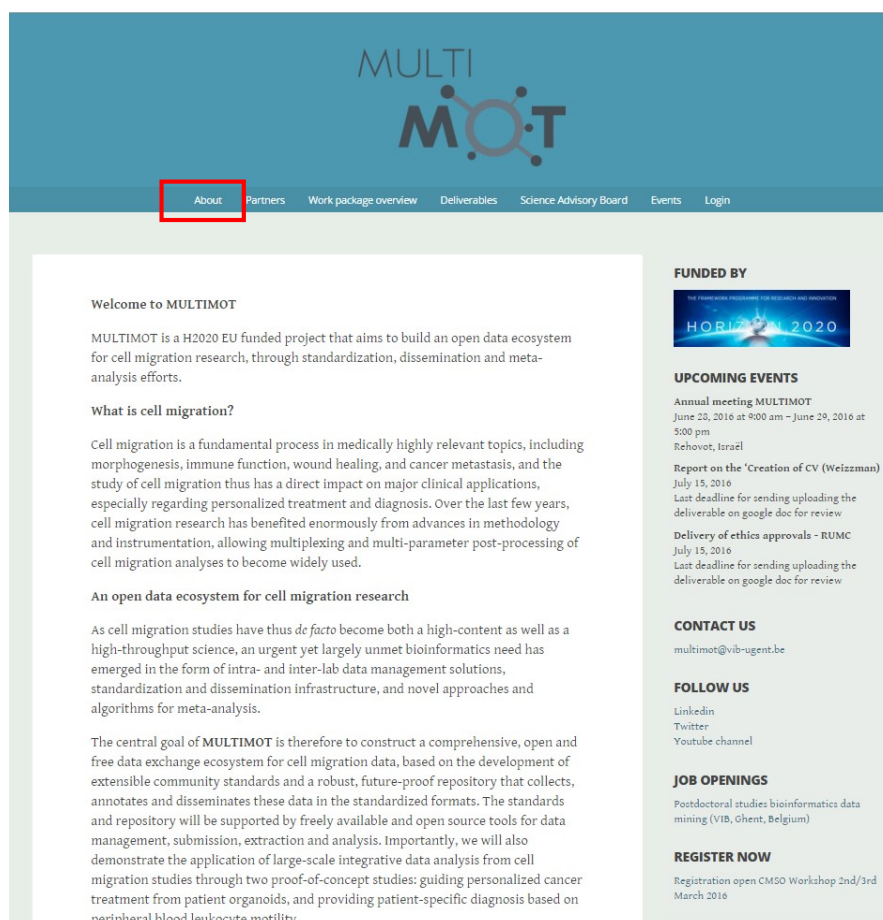 MULTI
MOT
About Partners Work package overview Deliverables Science Advisory Board Events Login
Welcome to MULTIMOT
MULTIMOT is a H2020 EU funded project that aims to build an open data ecosystem
for cell migration research, through standardization, dissemination and meta-
analysis efforts.
What is cell migration?
Cell migration is a fundamental process in medically highly relevant topics, including
morphogenesis, immune function, wound healing, and cancer metastasis, and the
study of cell migration thus has a direct impact on major clinical applications,
especially regarding personalized treatment and diagnosis. Over the last few years,
cell migration research has benefited enormously from advances in methodology
and instrumentation, allowing multiplexing and multi-parameter post-processing of
cell migration analyses to become widely used.
An open data ecosystem for cell migration research
As cell migration studies have thus de facto become both a high-content as well as a
high-throughput science, an urgent yet largely unmet bioinformatics need has
emerged in the form of intra- and inter-lab data management solutions,
standardization and dissemination infrastructure, and novel approaches and
algorithms for meta-analysis.
The central goal of MULTIMOT is therefore to construct a comprehensive, open and
free data exchange ecosystem for cell migration data, based on the development of
extensible community standards and a robust, future-proof repository that collects,
annotates and disseminates these data in the standardized formats. The standards
and repository will be supported by freely available and open source tools for data
management, submission, extraction and analysis. Importantly, we will also
demonstrate the application of large-scale integrative data analysis from cell
migration studies through two proof-of-concept studies: guiding personalized cancer
treatment from patient organoids, and providing patient-specific diagnosis based on
peripheral blood leukocyte motility.
FUNDED BY
THE FRAMEWORK PROGRAMME FOR RESEARCH AND INNOVATION
HORIZON 2020
UPCOMING EVENTS
Annual meeting MULTIMOT
June 28, 2016 at 9:00 am – June 29, 2016 at
5:00 pm
Rehovot, Israël
Report on the 'Creation of CV (Weizzman)
July 15, 2016
Last deadline for sending uploading the
deliverable on google doc for review
Delivery of ethics approvals - RUMC
July 15, 2016
Last deadline for sending uploading the
deliverable on google doc for review
CONTACT US
multimot@vib-ugent.be
FOLLOW US
Linkedin
Twitter
Youtube channel
JOB OPENINGS
Postdoctoral studies bioinformatics data
mining (VIB, Ghent, Belgium)
REGISTER NOW
Registration open CMSO Workshop 2nd/3rd
March 2016